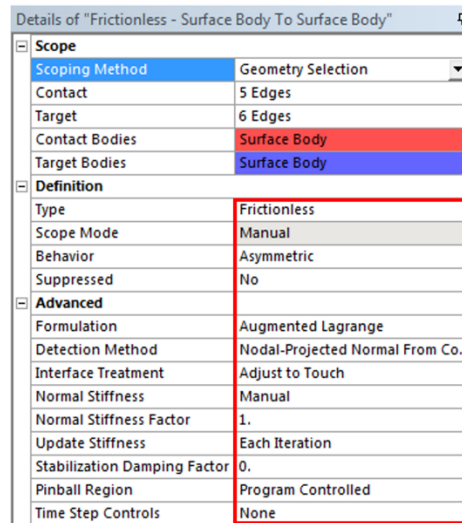 Details of "Frictionless - Surface Body To Surface Body"
Scope
Scoping Method Geometry Selection
Contact 5 Edges
Target 6 Edges
Contact Bodies Surface Body
Target Bodies Surface Body
Definition
Type Frictionless
Scope Mode Manual
Behavior Asymmetric
Suppressed No
Advanced
Formulation Augmented Lagrange
Detection Method Nodal-Projected Normal From Co.
Interface Treatment Adjust to Touch
Normal Stiffness Manual
Normal Stiffness Factor 1.
Update Stiffness Each Iteration
Stabilization Damping Factor 0.
Pinball Region Program Controlled
Time Step Controls None